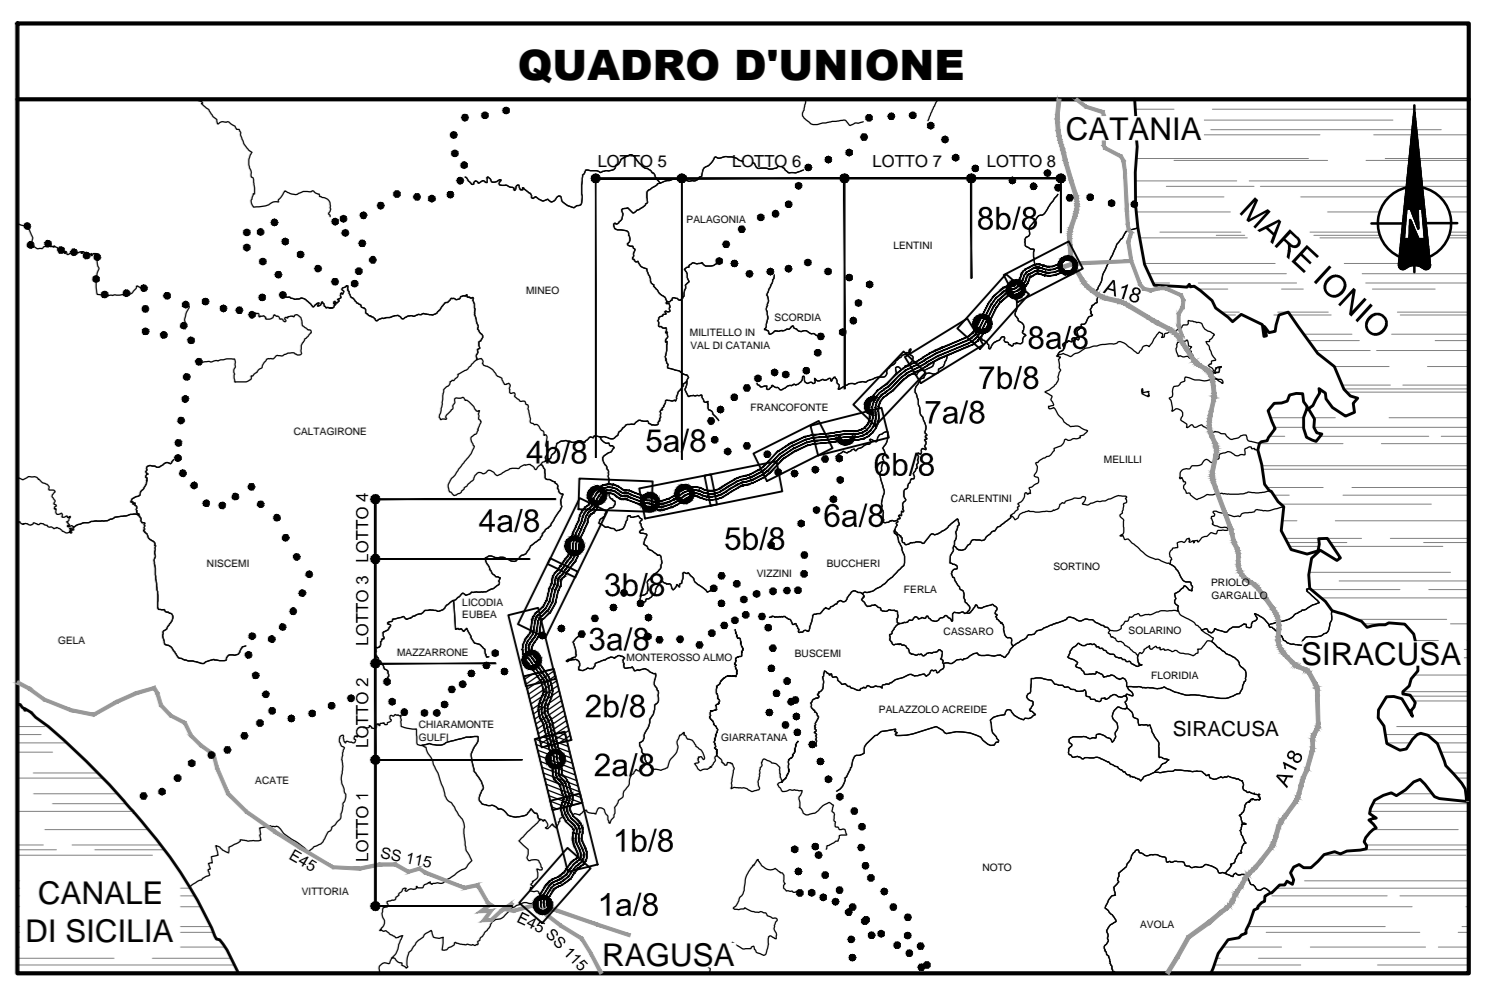 QUADRO D'UNIONE
CATANIA
LOTTO 5
LOTTO 6
LOTTO 7
LOTTO 8
N
MARE IONIO
PALAGONIA
8b/8
LENTINI
MINEO
A18
SCORDIA
MILITELLO IN
VAL DI CATANIA
8a/8
7b/8
FRANCOFONTE
7a/8
CALTAGIRONE
4b/8
5a/8
6b/8
MELILLI
CARLENTINI
LOTTO 4
4a/8
6a/8
5b/8
NISCEMI
VIZZINI
BUCCHERI
SORTINO
FERLA
PRIOLO
GARGALLO
3b/8
LOTTO 3
LICODIA
EUBEA
GELA
CASSARO
SOLARINO
3a/8
MAZZARRONE
MONTEROSSO ALMO
BUSCEMI
SIRACUSA
FLORIDIA
2b/8
LOTTO 2
PALAZZOLO ACREIDE
CHIARAMONTE
GULFI
GIARRATANA
SIRACUSA
2a/8
ACATE
A18
LOTTO 1
1b/8
E45
SS 115
NOTO
VITTORIA
CANALE
DI SICILIA
1a/8
E45 SS 115
AVOLA
RAGUSA